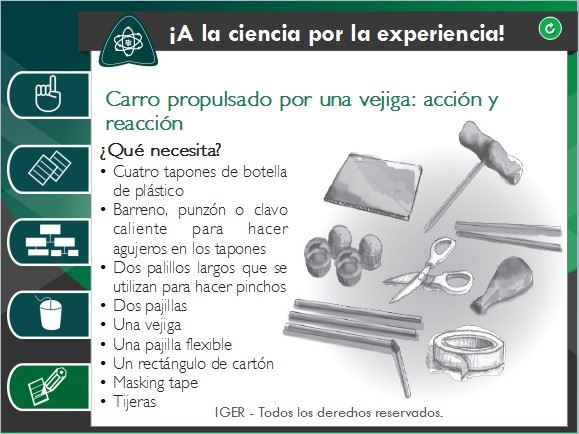 ¡A la ciencia por la experiencia!
Carro propulsado por una vejiga: acción y
reacción
¿Qué necesita?
• Cuatro tapones de botella
de plástico
• Barreno, punzón o clavo
caliente para hacer
agujeros en los tapones
• Dos palillos largos que se
utilizan para hacer pinchos
• Dos pajillas
• Una vejiga
• Una pajilla flexible
• Un rectángulo de cartón
• Masking tape
• Tijeras
IGER - Todos los derechos reservados.